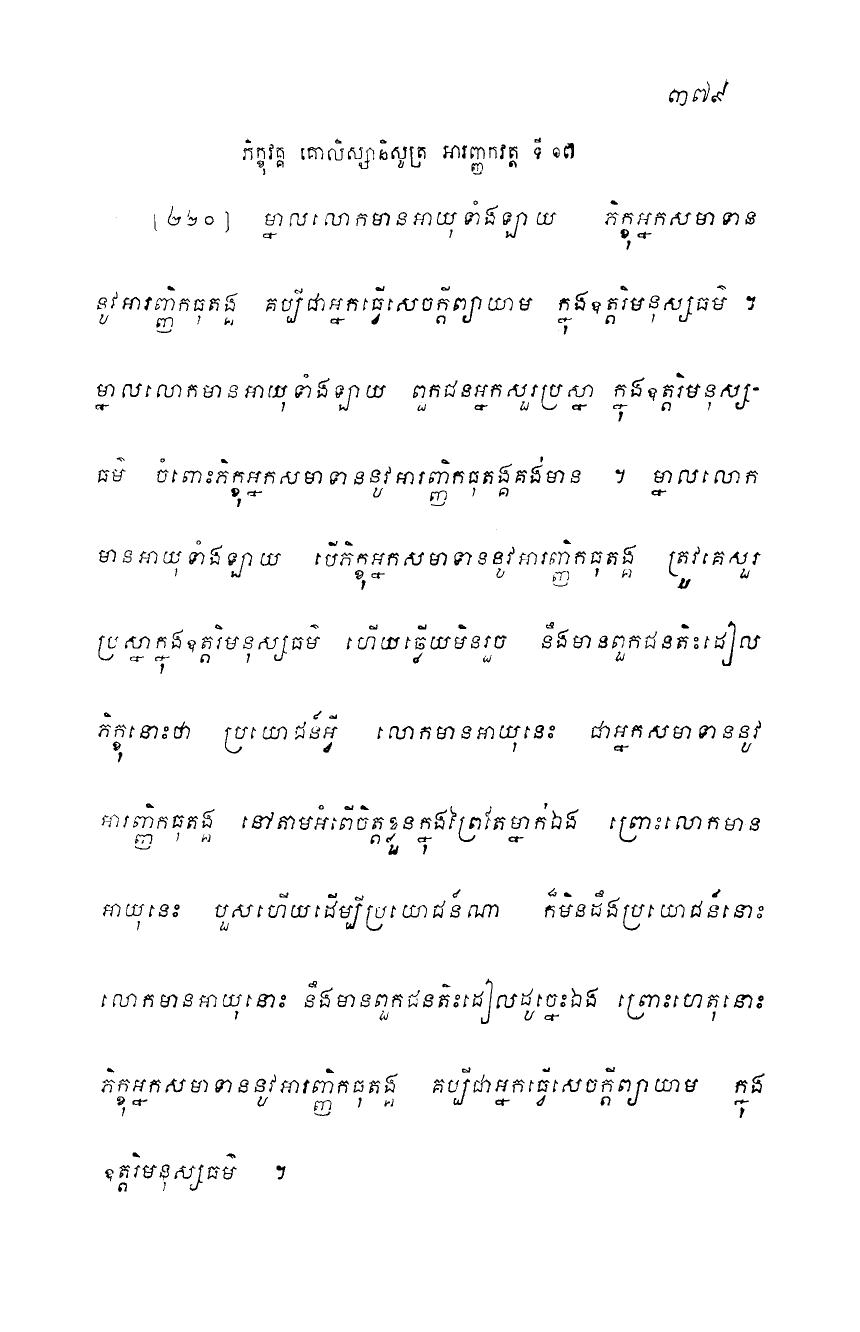 ៣៧៩
ភិក្ខុវគ្គ គោលិស្សានិសូត្រ អារញ្ញកវត្ត ទី ១៧
[២២០] ម្នាលលោកមានអាយុទាំងឡាយ ភិក្ខុអ្នកសមាទាន
នូវអារញ្ញិកធុតង្គ គប្បីជាអ្នកធ្វើសេចក្តីព្យាយាម ក្នុងឧត្តរិមនុស្សធម៌ ។
ម្នាលលោកមានអាយុទាំងឡាយ ពួកជនអ្នកសួរប្រស្នា ក្នុងឧត្តរិមនុស្ស-
ធម៌ ចំពោះភិក្ខុអ្នកសមាទាននូវអារញ្ញិកធុតង្គគង់មាន ។ ម្នាលលោក
មានអាយុទាំងឡាយ បើភិក្ខុអ្នកសមាទាននូវអារញ្ញិកធុតង្គ ត្រូវគេសួរ
ប្រស្នាក្នុងឧត្តរិមនុស្សធម៌ ហើយឆ្លើយមិនរួច នឹងមានពួកជនតិះដៀល
ភិក្ខុនោះថា ប្រយោជន៍អ្វី លោកមានអាយុនេះ ជាអ្នកសមាទាននូវ
អារញ្ញិកធុតង្គ នៅតាមអំពើចិត្តខ្លួនក្នុងព្រៃតែម្នាក់ឯង ព្រោះលោកមាន
អាយុនេះ បួសហើយដើម្បីប្រយោជន៍ណា ក៏មិនដឹងប្រយោជន៍នោះ
លោកមានអាយុនោះ នឹងមានពួកជនតិះដៀលដូច្នេះឯង ព្រោះហេតុនោះ
ភិក្ខុអ្នកសមាទាននូវអារញ្ញិកធុតង្គ គប្បីជាអ្នកធ្វើសេចក្តីព្យាយាម ក្នុង
ឧត្តរិមនុស្សធម៌ ។